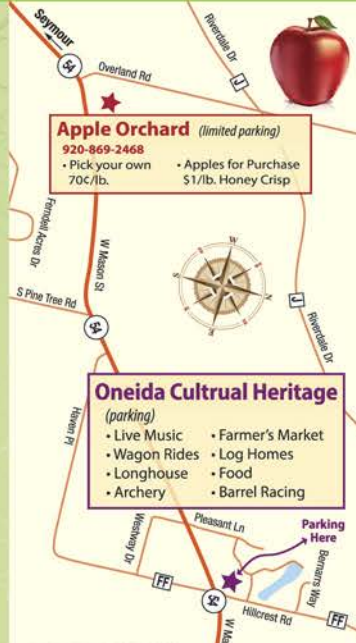 Seymour
54
Overland Rd
Riverdale Dr
J
Apple Orchard (limited parking)
920-869-2468
• Pick your own
70¢/lb.
• Apples for Purchase
$1/lb. Honey Crisp
Ferndell Acres Dr
W Mason St
W
S
N
E
S Pine Tree Rd
54
J
Riverdale Dr
Haven Pl
Oneida Cultrual Heritage
(parking)
• Live Music
• Wagon Rides
• Longhouse
• Archery
• Farmer's Market
• Log Homes
• Food
• Barrel Racing
Pleasant Ln
Parking
Here
Westway Dr
Bernars Way
FF
54
Hillcrest Rd
FF
W Ma